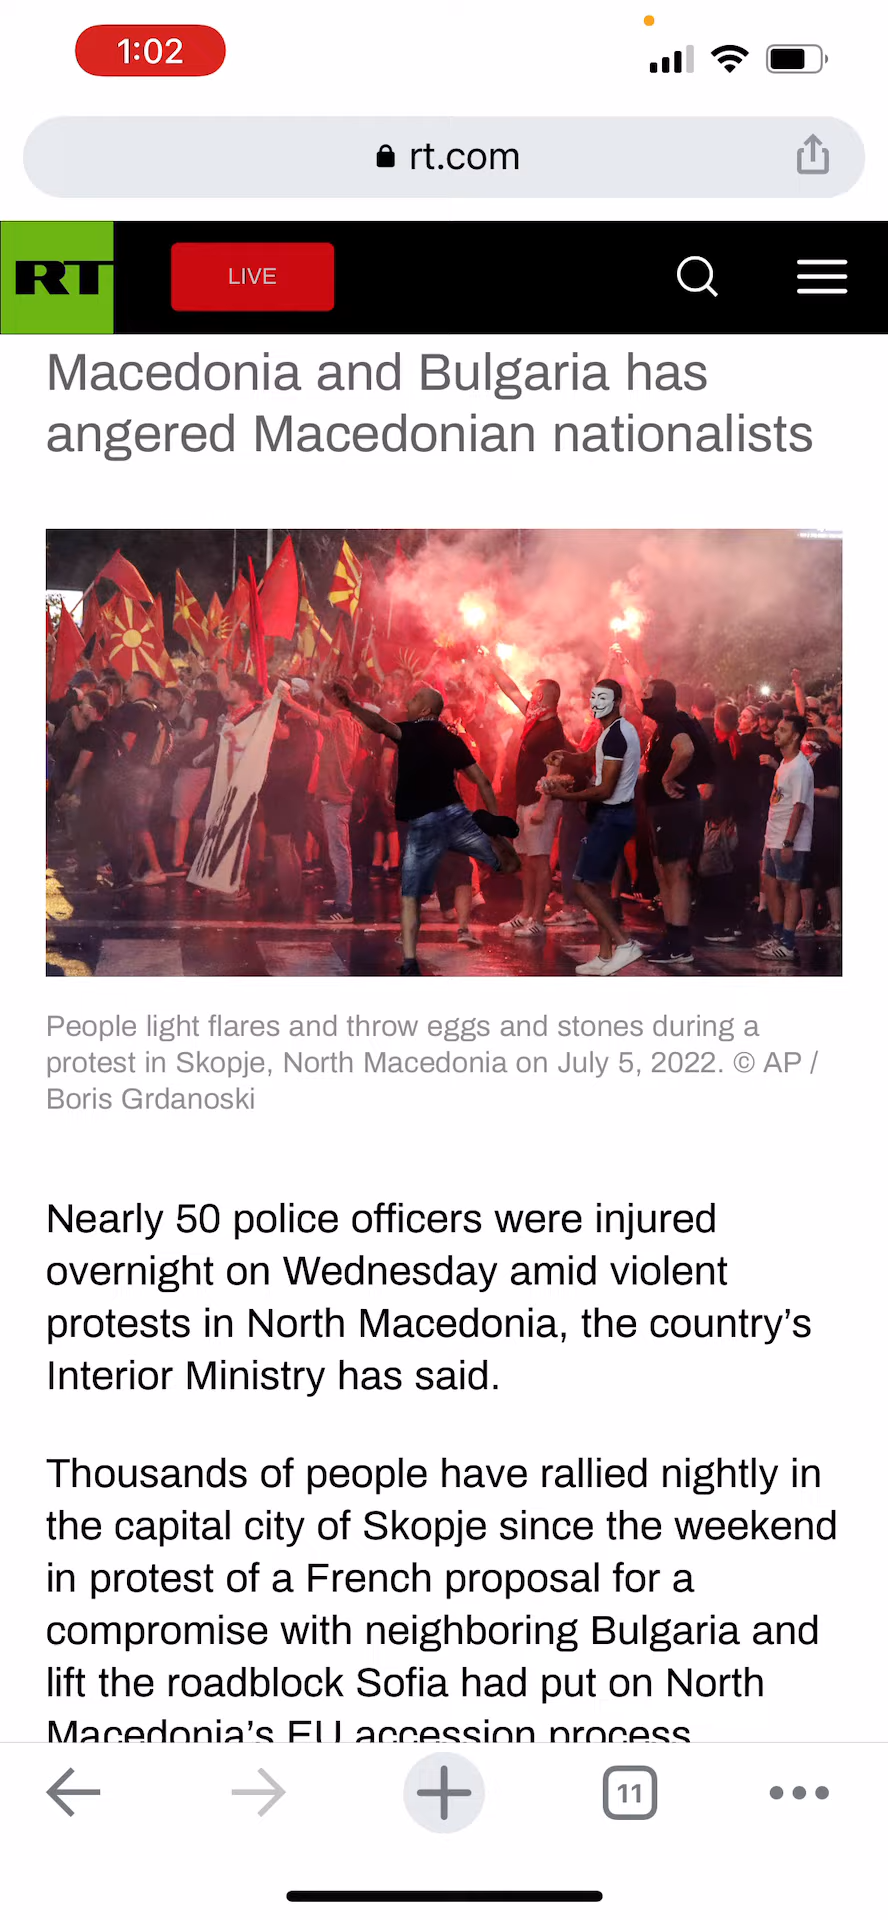 1:02
rt.com
RT
LIVE
Macedonia and Bulgaria has
angered Macedonian nationalists
People light flares and throw eggs and stones during a
protest in Skopje, North Macedonia on July 5, 2022. © AP /
Boris Grdanoski
Nearly 50 police officers were injured
overnight on Wednesday amid violent
protests in North Macedonia, the country’s
Interior Ministry has said.
Thousands of people have rallied nightly in
the capital city of Skopje since the weekend
in protest of a French proposal for a
compromise with neighboring Bulgaria and
lift the roadblock Sofia had put on North
Macedonia’s EU accession process
11